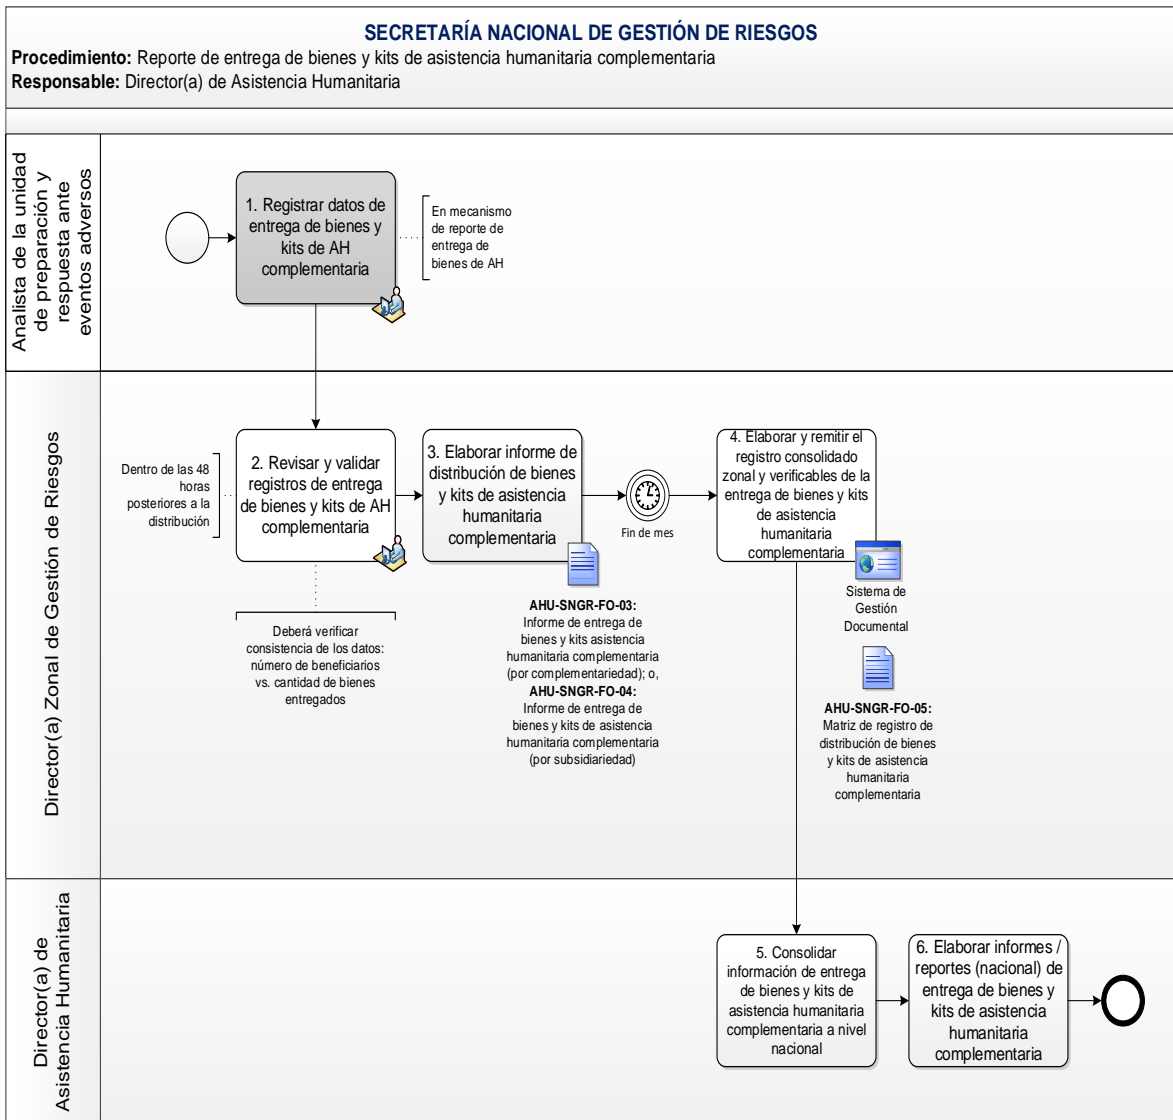 SECRETARÍA NACIONAL DE GESTIÓN DE RIESGOS
Procedimiento: Reporte de entrega de bienes y kits de asistencia humanitaria complementaria
Responsable: Director(a) de Asistencia Humanitaria
Analista de la unidad
de preparación y
respuesta ante
eventos adversos
1. Registrar datos de
entrega de bienes y
kits de AH
complementaria
En mecanismo
de reporte de
entrega de
bienes de AH
Director(a) Zonal de Gestión de Riesgos
Dentro de las 48
horas
posteriores a la
distribución
2. Revisar y validar
registros de entrega
de bienes y kits de AH
complementaria
Deberá verificar
consistencia de los datos:
número de beneficiarios
vs. cantidad de bienes
entregados
3. Elaborar informe de
distribución de bienes
y kits de asistencia
humanitaria
complementaria
AHU-SNGR-FO-03:
Informe de entrega de
bienes y kits asistencia
humanitaria complementaria
(por complementariedad); o,
AHU-SNGR-FO-04:
Informe de entrega de
bienes y kits de asistencia
humanitaria complementaria
(por subsidiariedad)
Fin de mes
4. Elaborar y remitir el
registro consolidado
zonal y verificables de la
entrega de bienes y kits
de asistencia
humanitaria
complementaria
Sistema de
Gestión
Documental
AHU-SNGR-FO-05:
Matriz de registro de
distribución de bienes
y kits de asistencia
humanitaria
complementaria
Director(a) de
Asistencia Humanitaria
5. Consolidar
información de entrega
de bienes y kits de
asistencia humanitaria
complementaria a nivel
nacional
6. Elaborar informes /
reportes (nacional) de
entrega de bienes y
kits de asistencia
humanitaria
complementaria